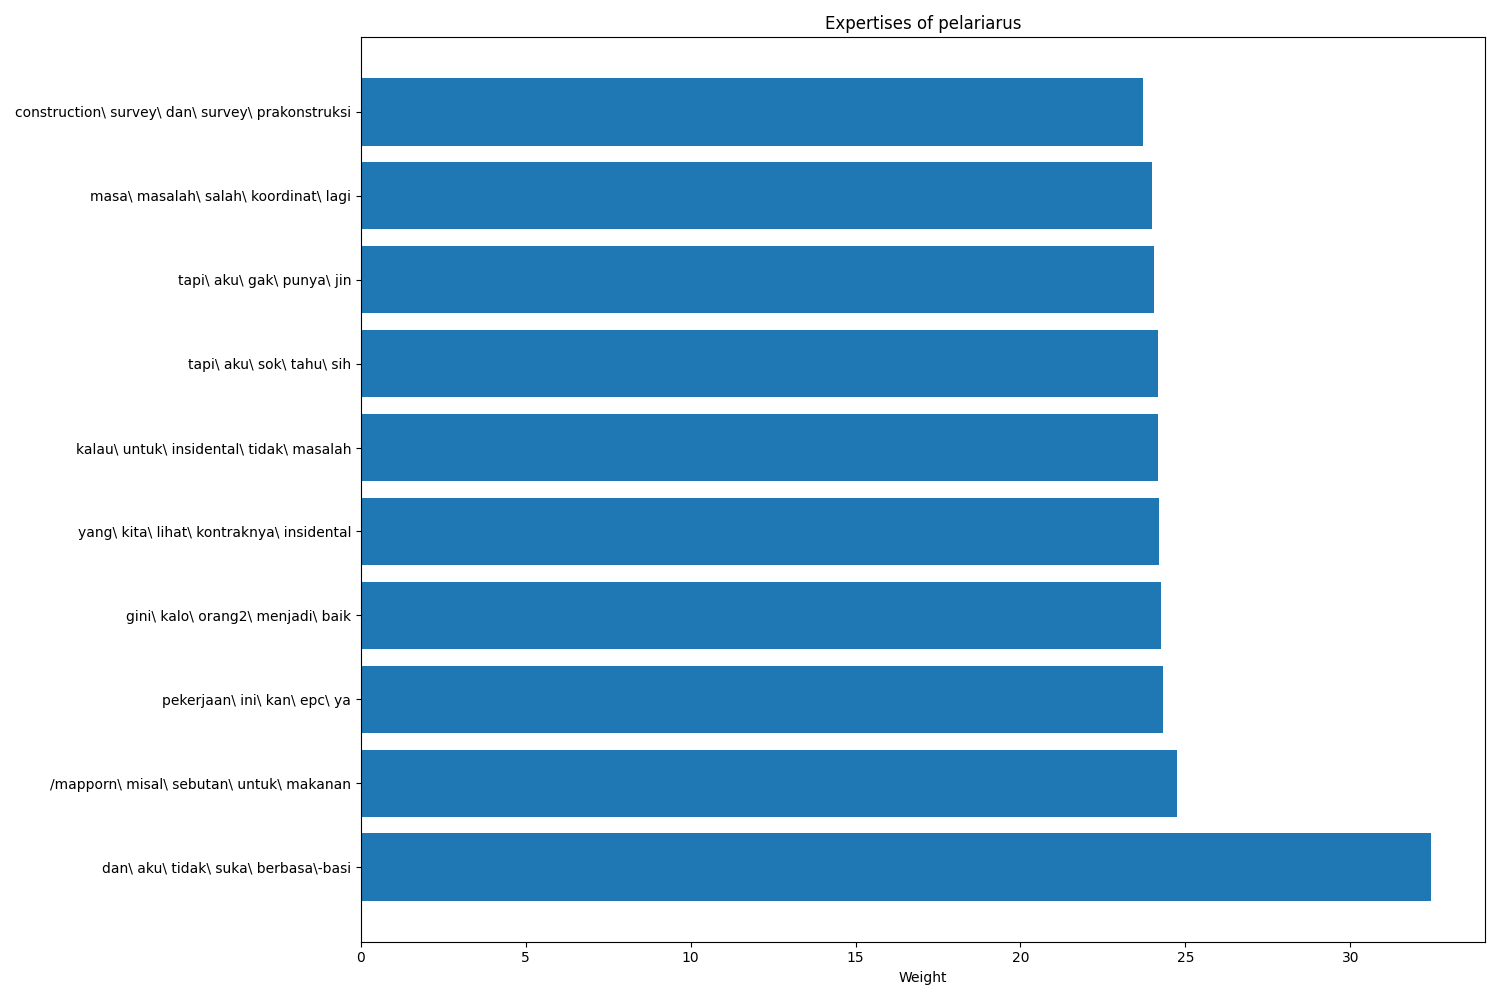 Expertises of pelariarus
construction\ survey\ dan\ survey\ prakonstruksi
masa\ masalah\ salah\ koordinat\ lagi
tapi\ aku\ gak\ punya\ jin
tapi\ aku\ sok\ tahu\ sih
kalau\ untuk\ insidental\ tidak\ masalah
yang\ kita\ lihat\ kontraknya\ insidental
gini\ kalo\ orang2\ menjadi\ baik
pekerjaan\ ini\ kan\ epc\ ya
/mapporn\ misal\ sebutan\ untuk\ makanan
dan\ aku\ tidak\ suka\ berbasa\-basi
0 5 10 15 20 25 30
Weight